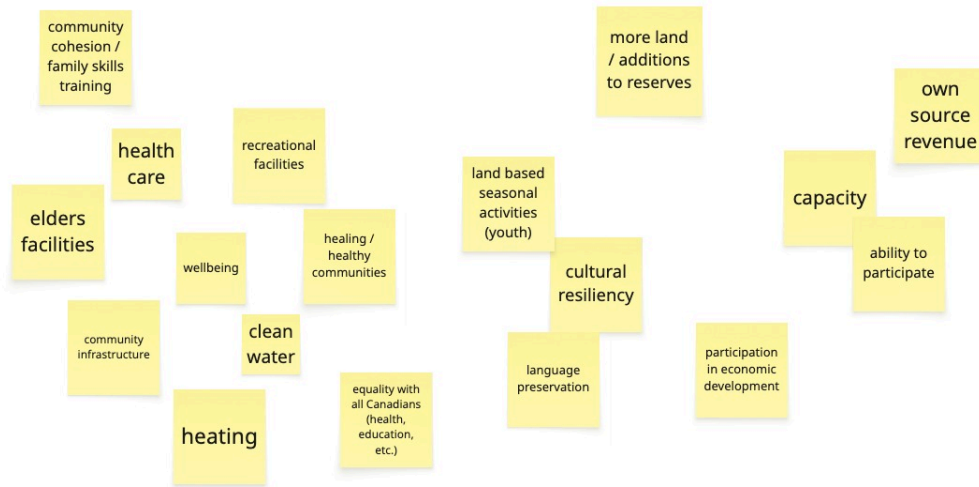 community
cohesion /
family skills
training
health
care
recreational
facilities
elders
facilities
wellbeing
healing /
healthy
communities
community
infrastructure
clean
water
heating
equality with
all Canadians
(health,
education,
etc.)
more land
/ additions
to reserves
land based
seasonal
activities
(youth)
cultural
resiliency
language
preservation
own
source
revenue
capacity
ability to
participate
participation
in economic
development